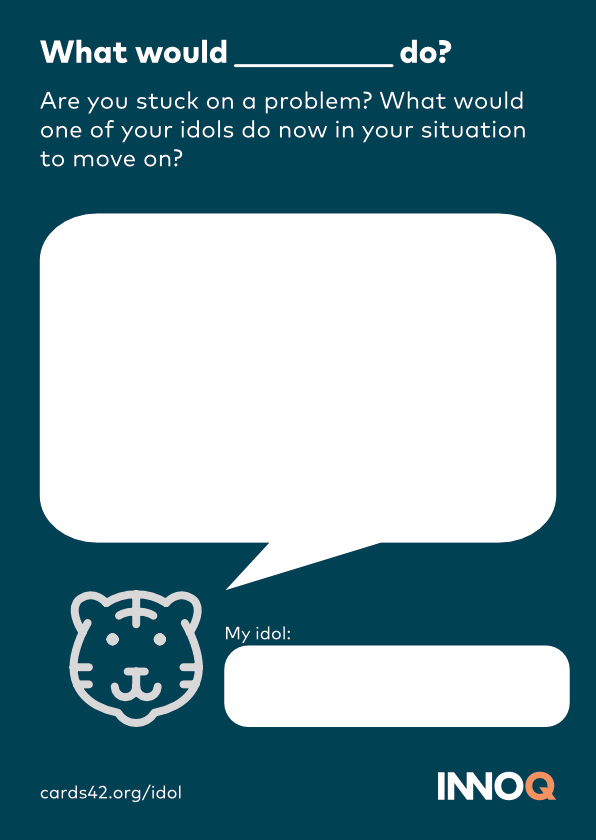 What would __________ do?
Are you stuck on a problem? What would
one of your idols do now in your situation
to move on?
My idol:
cards42.org/idol
INNOQ